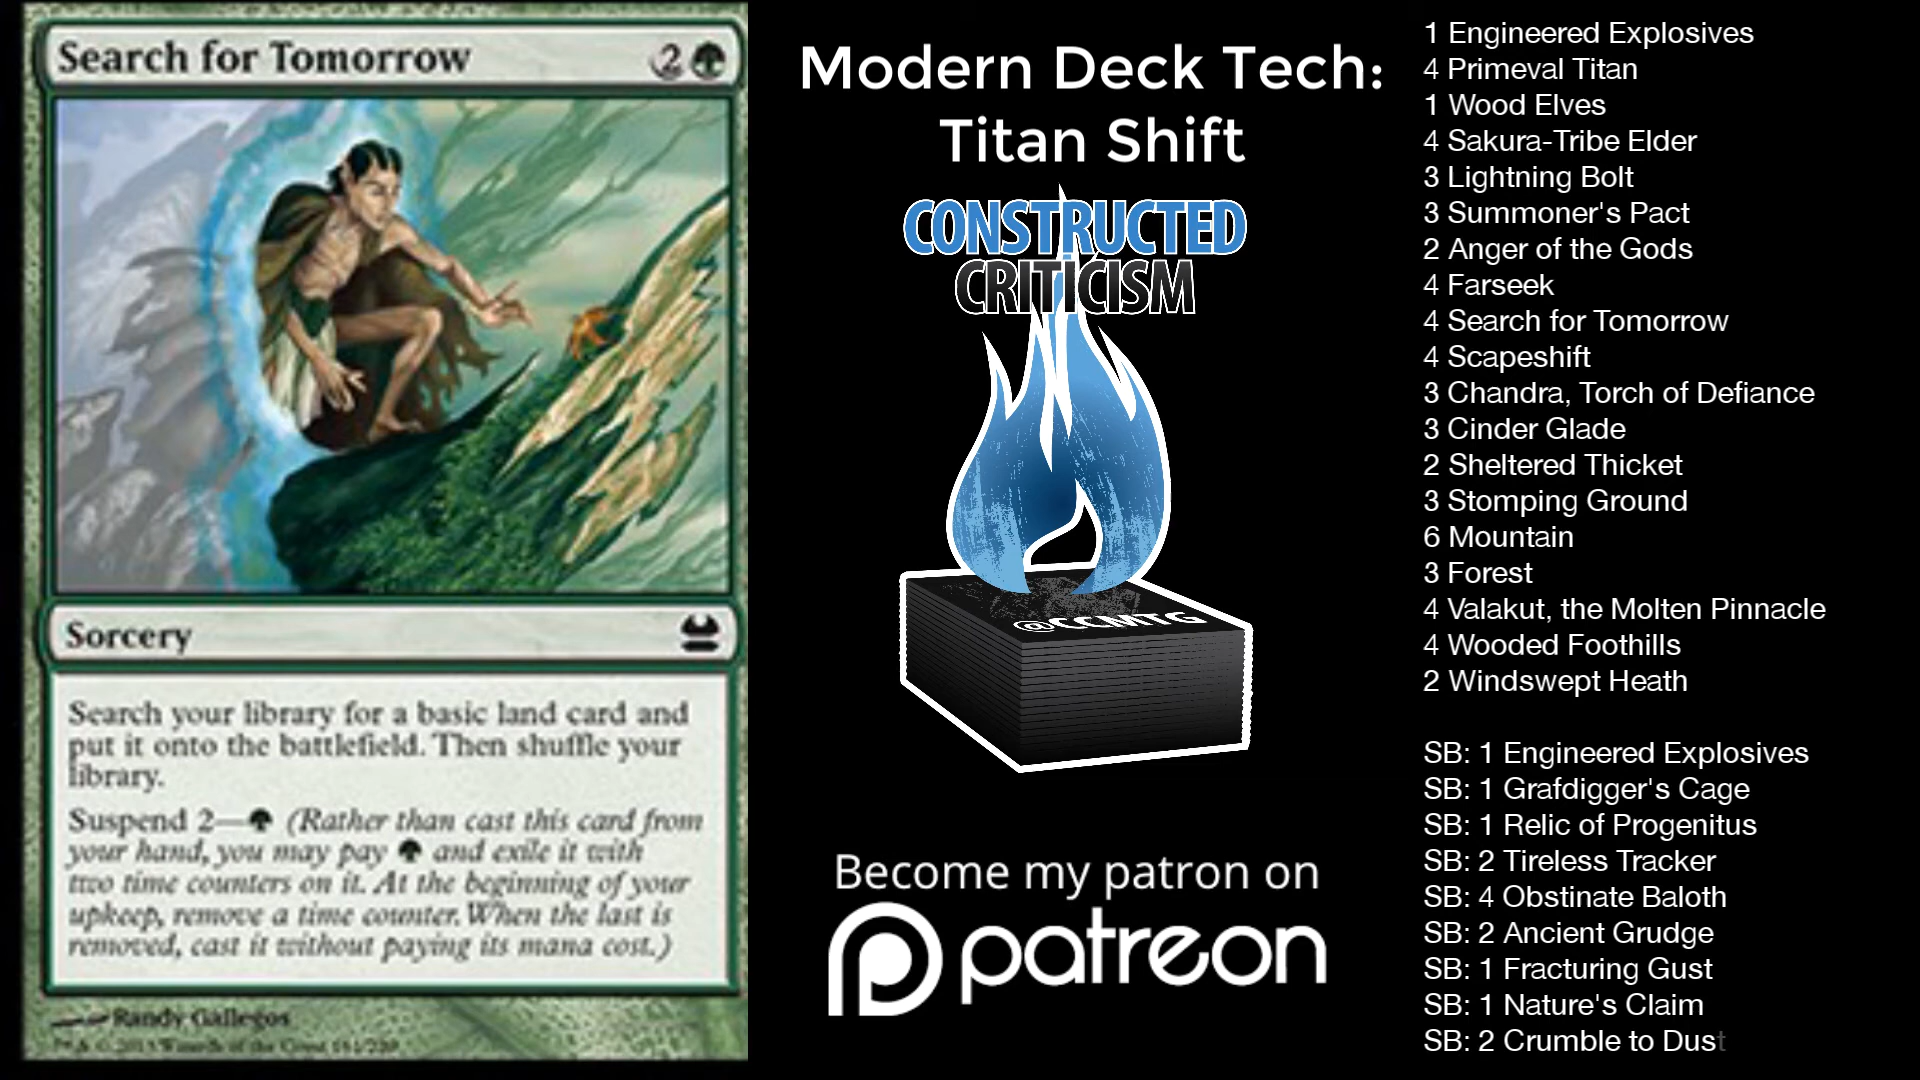 Search for Tomorrow 2
Sorcery
Search your library for a basic land card and
put it onto the battlefield. Then shuffle your
library.
Suspend 2— (Rather than cast this card from
your hand, you may pay and exile it with
two time counters on it. At the beginning of your
upkeep, remove a time counter. When the last is
removed, cast it without paying its mana cost.)
Randy Gallegos
Modern Deck Tech:
Titan Shift
CONSTRUCTED
CRITICISM
@CCMTG
Become my patron on
patreon
1 Engineered Explosives
4 Primeval Titan
1 Wood Elves
4 Sakura-Tribe Elder
3 Lightning Bolt
3 Summoner's Pact
2 Anger of the Gods
4 Farseek
4 Search for Tomorrow
4 Scapeshift
3 Chandra, Torch of Defiance
3 Cinder Glade
2 Sheltered Thicket
3 Stomping Ground
6 Mountain
3 Forest
4 Valakut, the Molten Pinnacle
4 Wooded Foothills
2 Windswept Heath
SB: 1 Engineered Explosives
SB: 1 Grafdigger's Cage
SB: 1 Relic of Progenitus
SB: 2 Tireless Tracker
SB: 4 Obstinate Baloth
SB: 2 Ancient Grudge
SB: 1 Fracturing Gust
SB: 1 Nature's Claim
SB: 2 Crumble to Dust